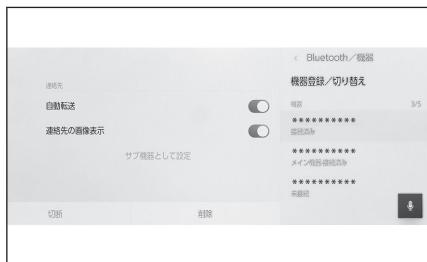 連絡先
自動転送
連絡先の画像表示
サブ機器として設定
切断
削除
Bluetooth／機器
機器登録／切り替え
機器
3/5
**********
接続済み
**********
メイン機器:接続済み
**********
未接続